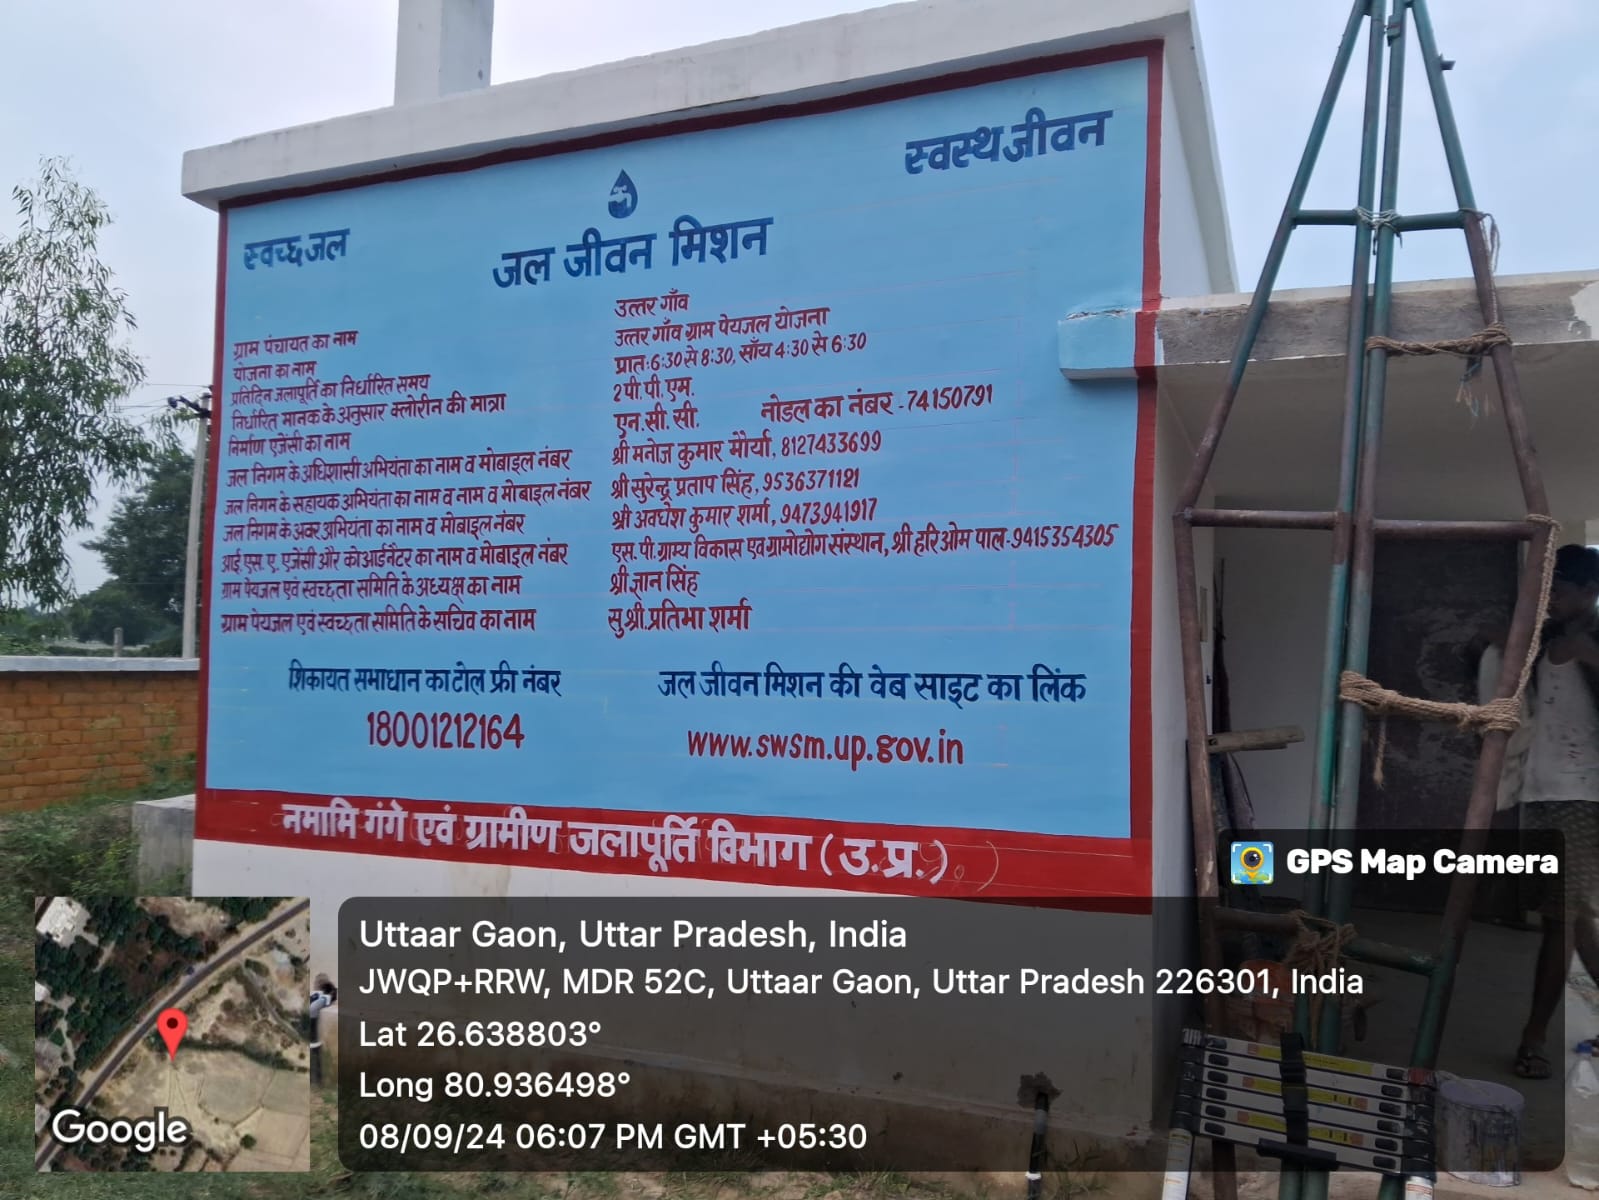 स्वच्छ जल
स्वस्थ जीवन
जल जीवन मिशन
ग्राम पंचायत का नाम
उत्तर गाँव
योजना का नाम
उत्तर गाँव ग्राम पेयजल योजना
प्रतिदिन जलापूर्ति का निर्धारित समय
प्रातः 6:30 से 8:30, साँय 4:30 से 6:30
निर्धारित मानक के अनुसार क्लोरीन की मात्रा
2 पी. पी. एम.
निर्माण एजेंसी का नाम
एन. सी. सी. नोडल का नंबर - 74150791
जल निगम के अधिशासी अभियंता का नाम व मोबाइल नंबर
श्री मनोज कुमार मौर्या, 8127433699
जल निगम के सहायक अभियंता का नाम व नाम व मोबाइल नंबर
श्री सुरेन्द्र प्रताप सिंह, 9536371121
जल निगम के अवर अभियंता का नाम व मोबाइल नंबर
श्री अवधेश कुमार शर्मा, 9473941917
आई. एस. ए. एजेंसी और कोआर्डनैटर का नाम व मोबाइल नंबर
एस. पी. ग्राम्य विकास एवं ग्रामोद्योग संस्थान, श्री हरिओम पाल - 9415354305
ग्राम पेयजल एवं स्वच्छता समिति के अध्यक्ष का नाम
श्री ज्ञान सिंह
ग्राम पेयजल एवं स्वच्छता समिति के सचिव का नाम
सुश्री. प्रतिभा शर्मा
शिकायत समाधान का टोल फ्री नंबर
18001212164
जल जीवन मिशन की वेब साइट का लिंक
www.swsm.up.gov.in
नमामि गंगे एवं ग्रामीण जलापूर्ति विभाग (उ.प्र.)
GPS Map Camera
Uttaar Gaon, Uttar Pradesh, India
JWQP+RRW, MDR 52C, Uttaar Gaon, Uttar Pradesh 226301, India
Lat 26.638803°
Long 80.936498°
08/09/24 06:07 PM GMT +05:30
Google